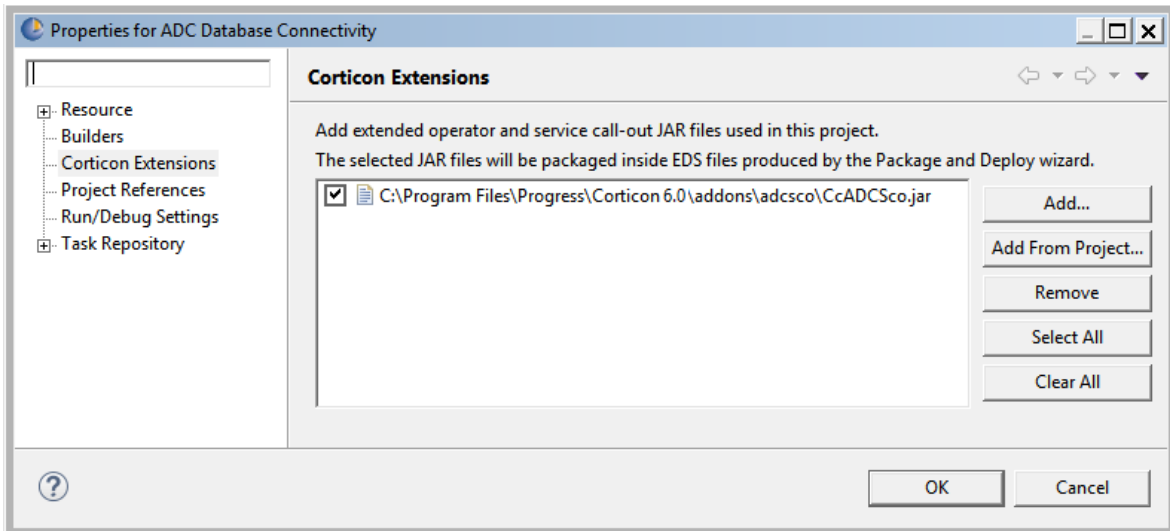 Properties for ADC Database Connectivity
Corticon Extensions
Resource
Builders
Corticon Extensions
Project References
Run/Debug Settings
Task Repository
Add extended operator and service call-out JAR files used in this project.
The selected JAR files will be packaged inside EDS files produced by the Package and Deploy wizard.
C:\Program Files\Progress\Corticon 6.0\addons\adcsco\CcADCSco.jar
Add...
Add From Project...
Remove
Select All
Clear All
?
OK
Cancel